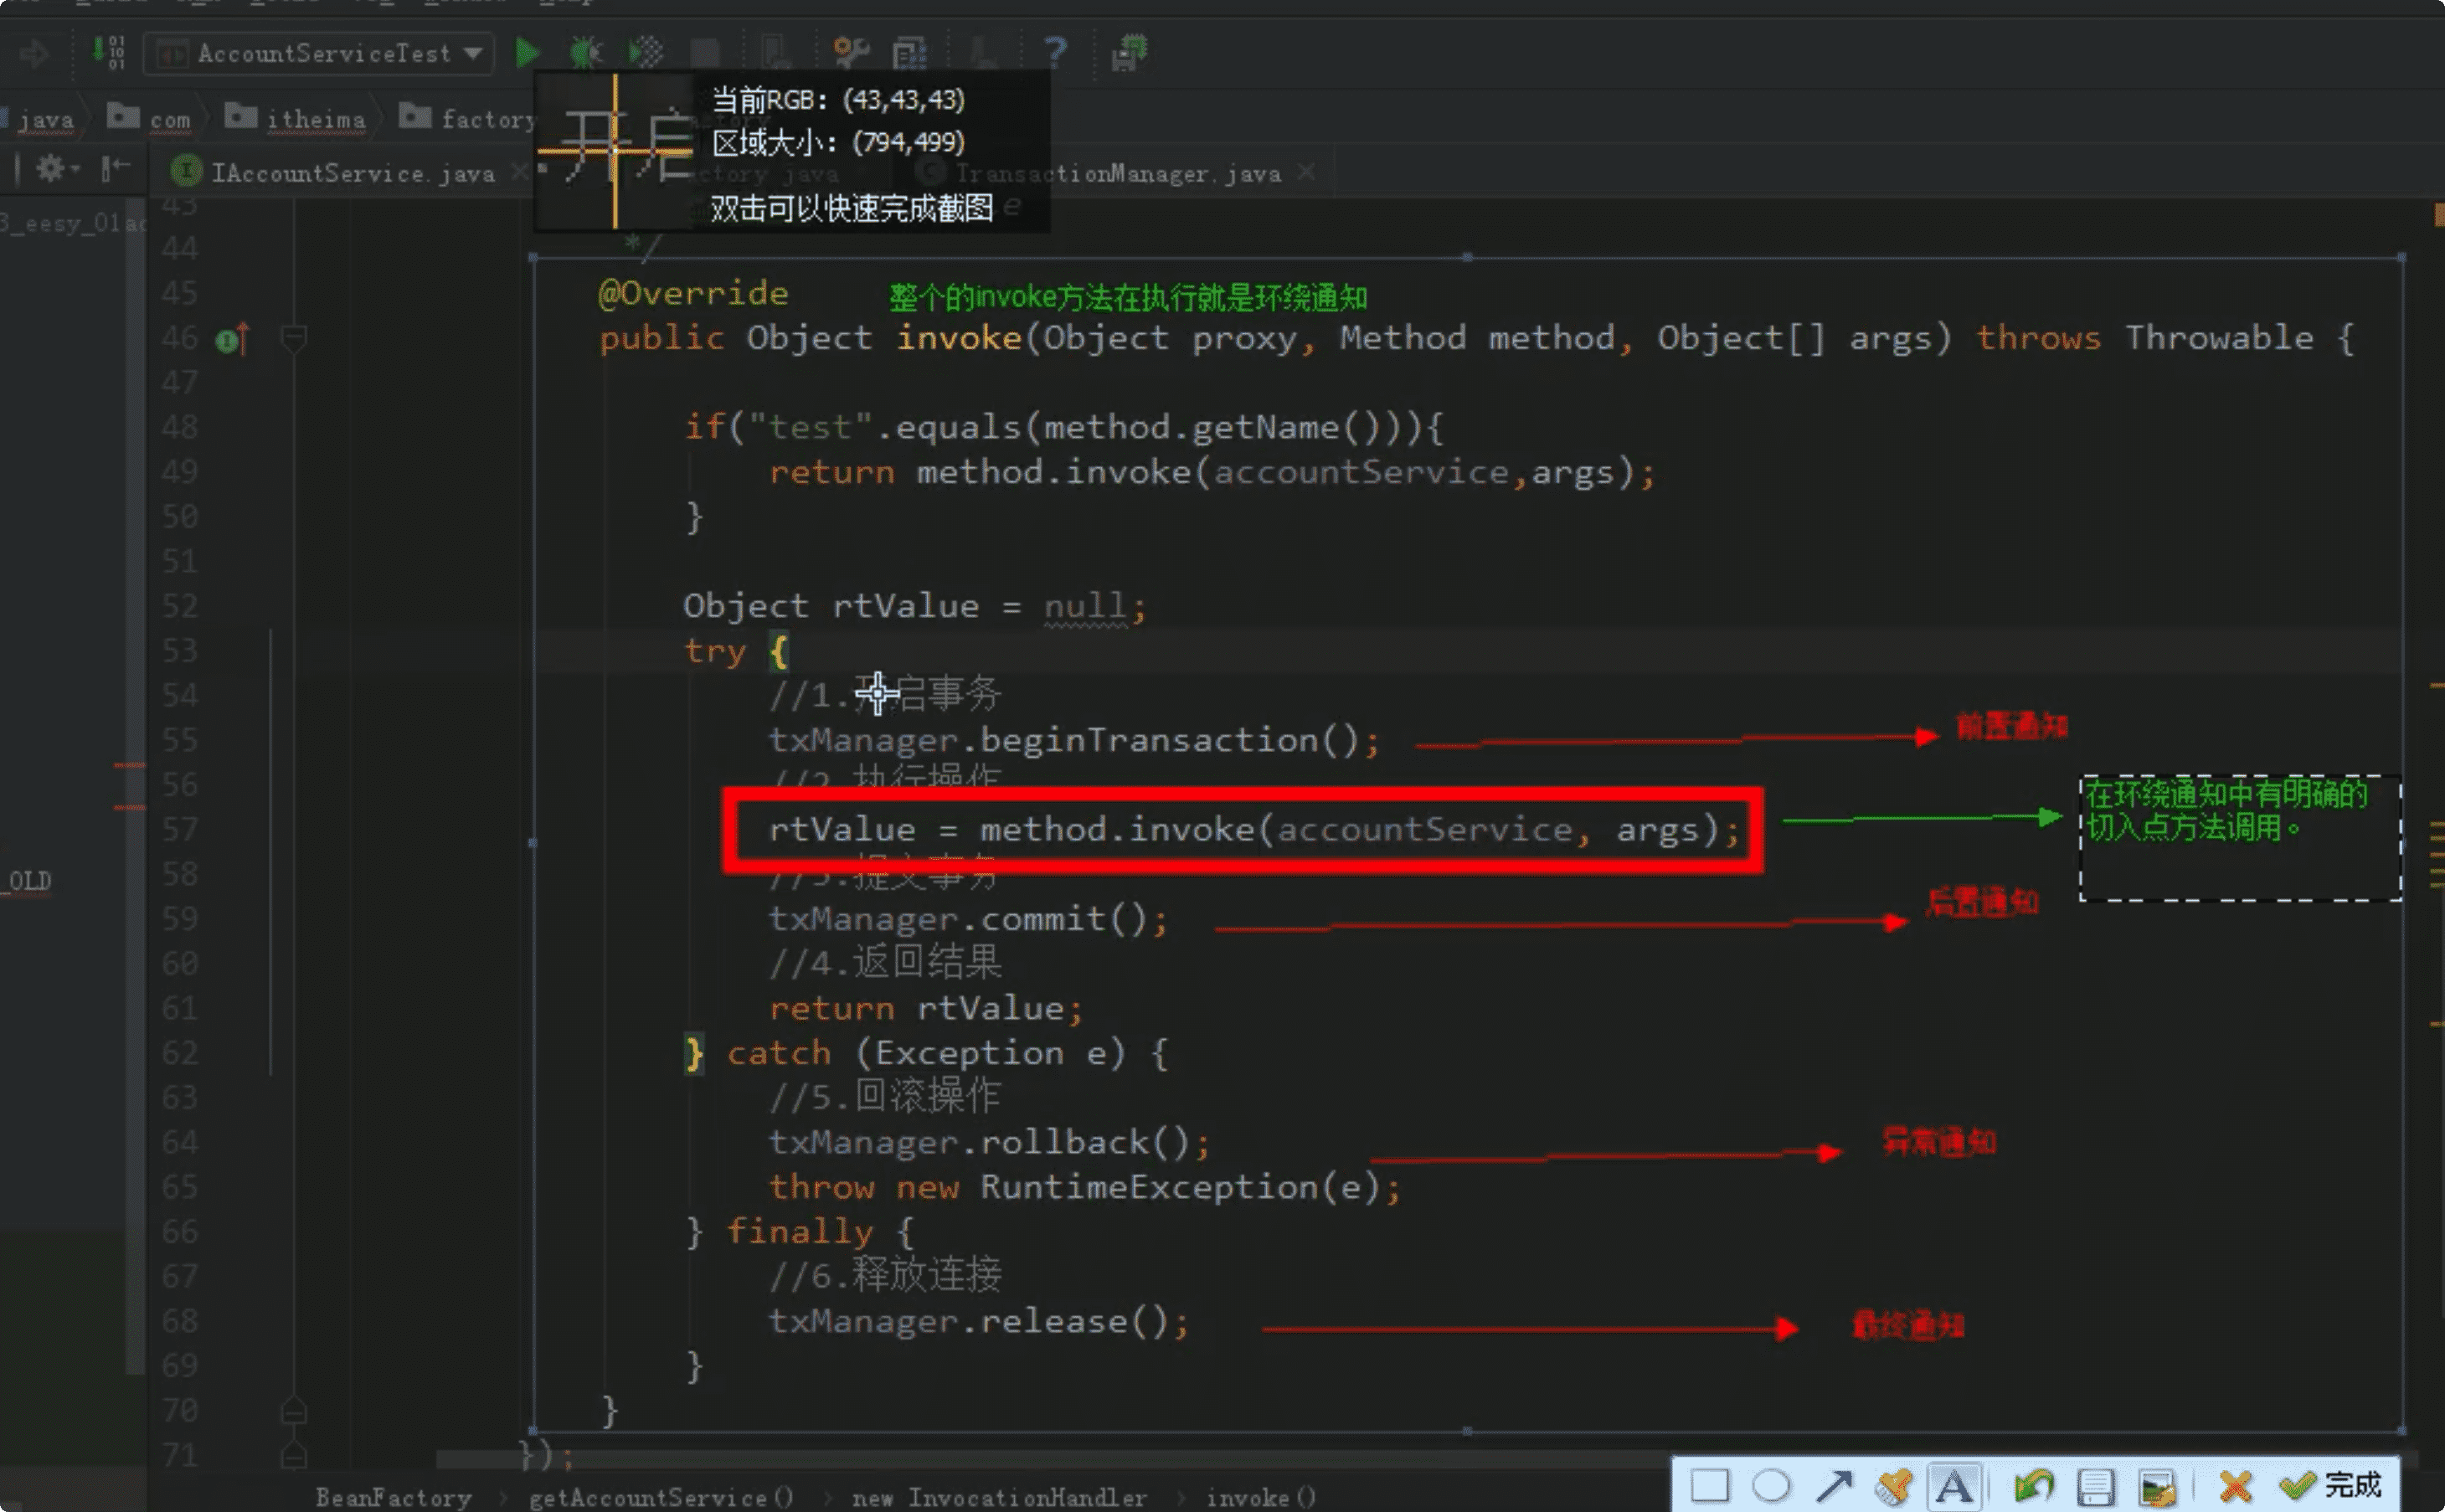 AccountServiceTest
java com itheima factory
当前RGB：(43,43,43)
区域大小：(794,499)
双击可以快速完成截图
IAccountService.java
TransactionManager.java
43
44 */
45 @Override
整个的invoke方法在执行就是环绕通知
46 public Object invoke(Object proxy, Method method, Object[] args) throws Throwable {
47
48 if("test".equals(method.getName())){
49 return method.invoke(accountService,args);
50 }
51
52 Object rtValue = null;
53 try {
54 //1.开启事务
55 txManager.beginTransaction();
前置通知
56 //2.执行操作
57 rtValue = method.invoke(accountService, args);
在环绕通知中有明确的
切入点方法调用。
58 //3.提交事务
59 txManager.commit();
后置通知
60 //4.返回结果
61 return rtValue;
62 } catch (Exception e) {
63 //5.回滚操作
64 txManager.rollback();
异常通知
65 throw new RuntimeException(e);
66 } finally {
67 //6.释放连接
68 txManager.release();
最终通知
69 }
70 }
71 });
_OLD
BeanFactory getAccountService() new InvocationHandler invoke()
A 完成